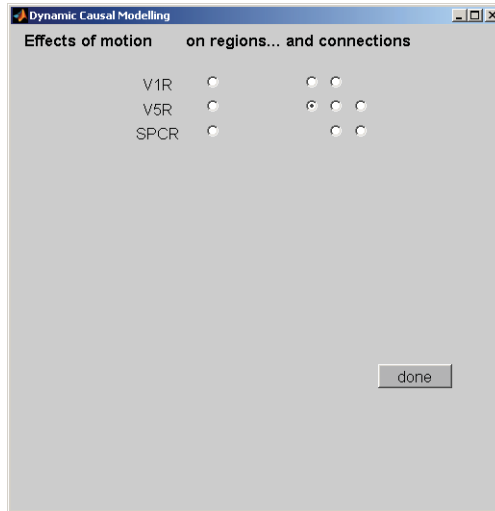 Dynamic Causal Modelling
Effects of motion on regions... and connections
V1R
V5R
SPCR
done